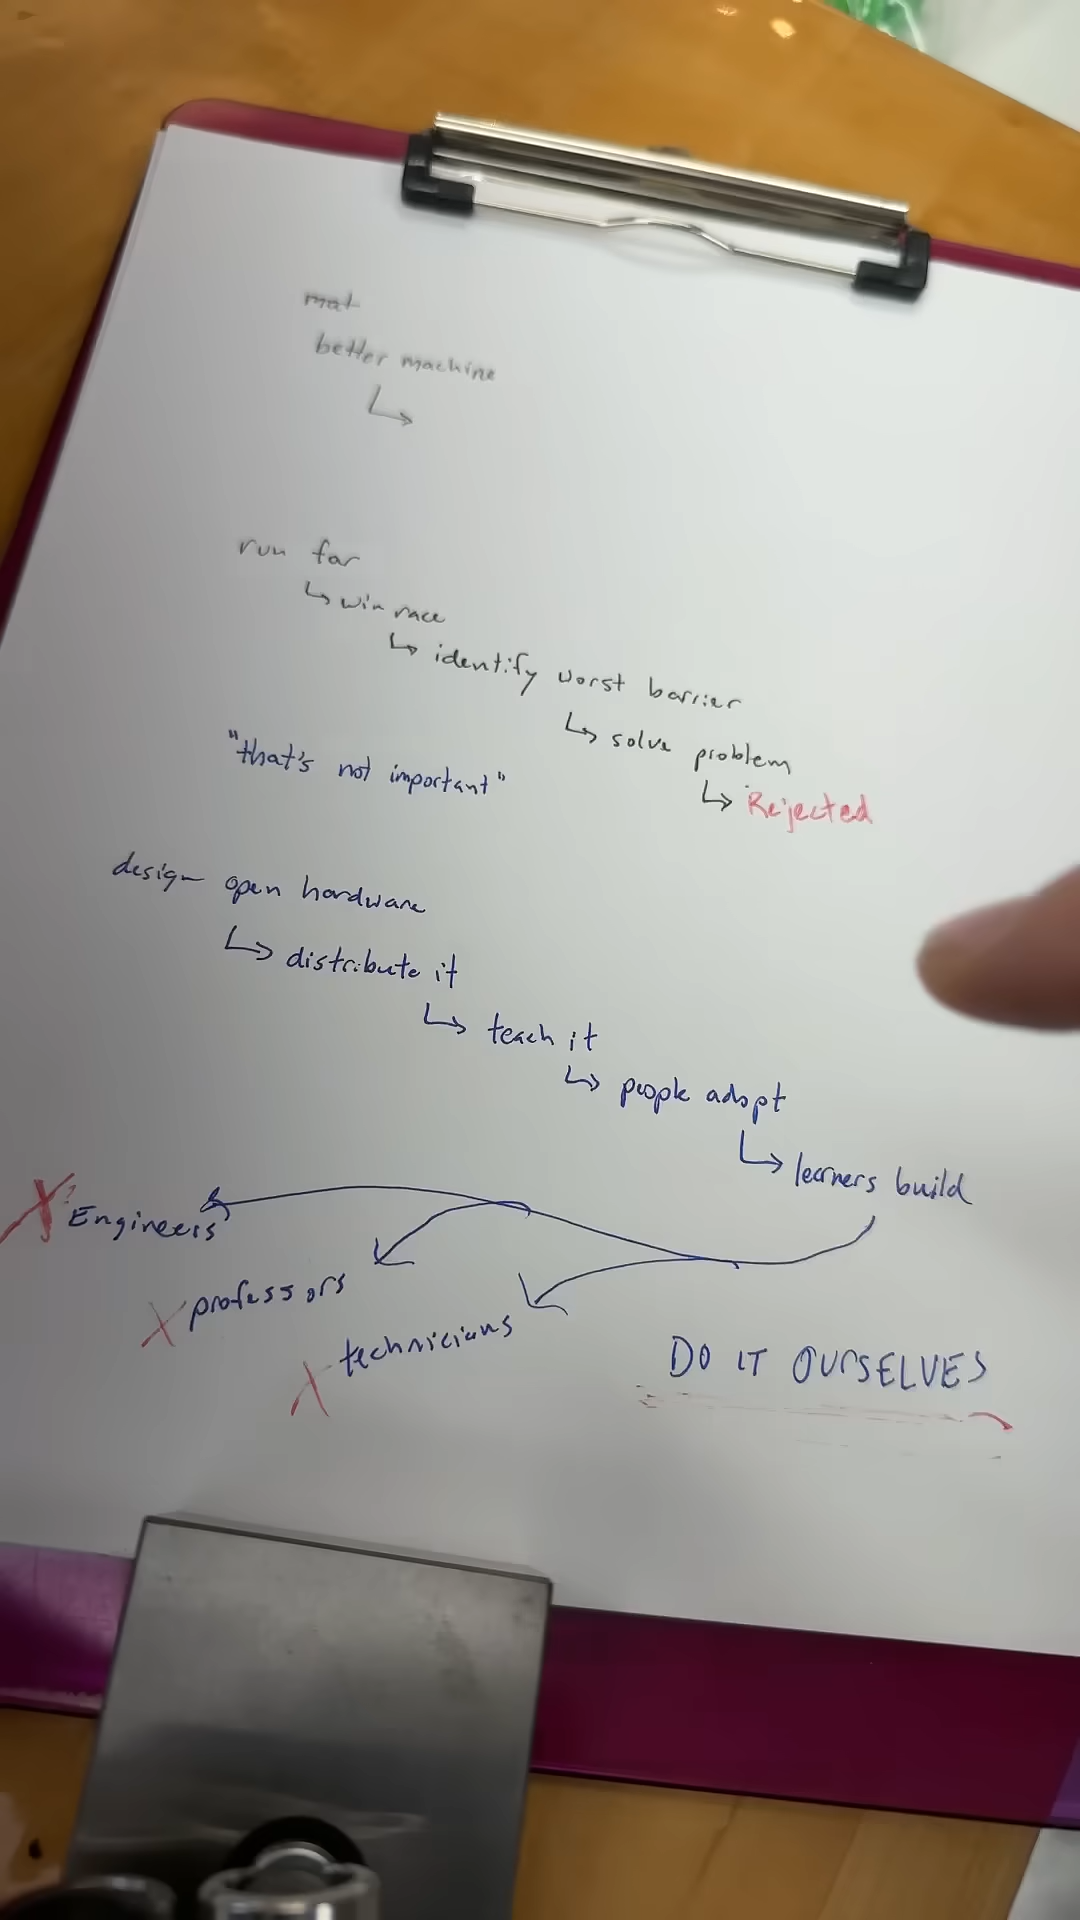 mat
better machine
↳
run far
↳ win race
↳ identify worst barrier
↳ solve problem
↳ Rejected
"that's not important"
design open hardware
↳ distribute it
↳ teach it
↳ people adopt
↳ learners build
X Engineers
X professors
X technicians
DO IT OURSELVES